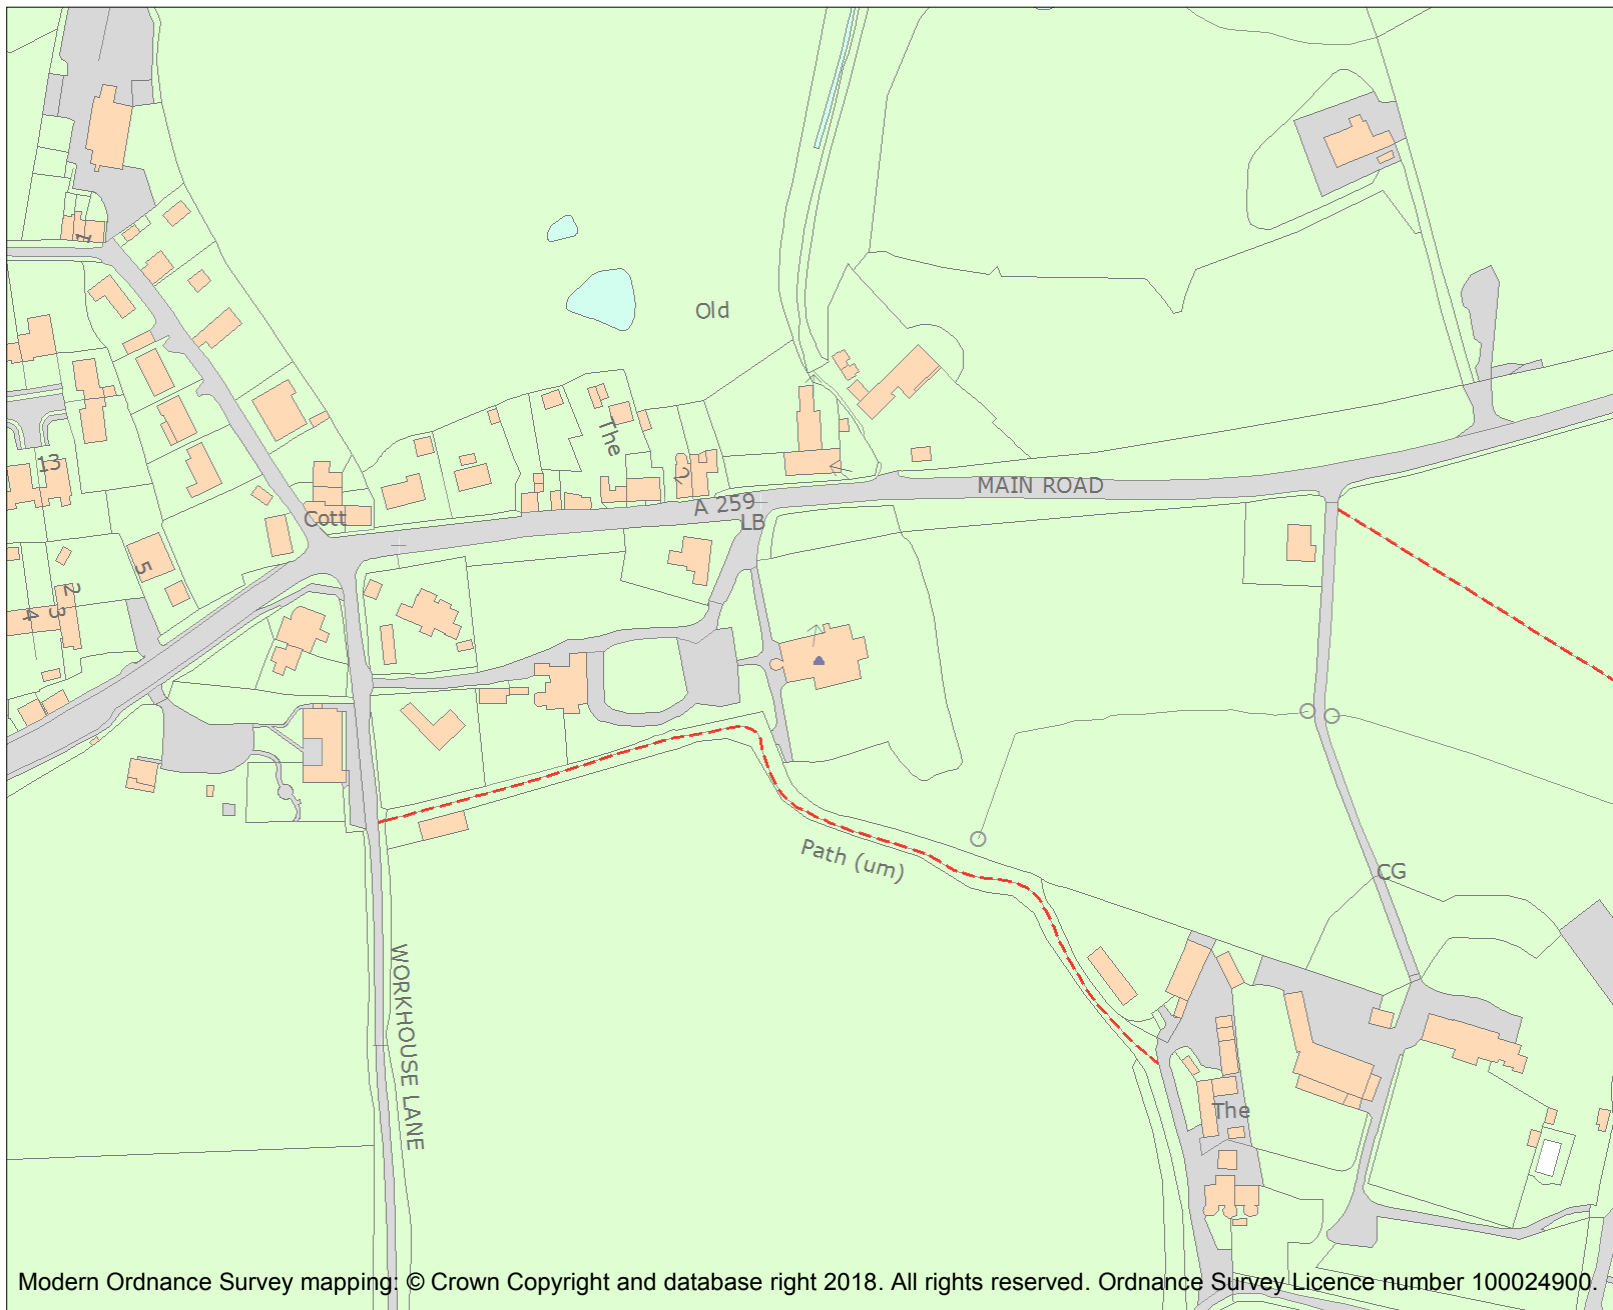 1
Old
The
13
2
MAIN ROAD
A 259
LB
Cott
5
2
3
4
Path (um)
CG
WORKHOUSE LANE
The
Modern Ordnance Survey mapping: © Crown Copyright and database right 2018. All rights reserved. Ordnance Survey Licence number 100024900.